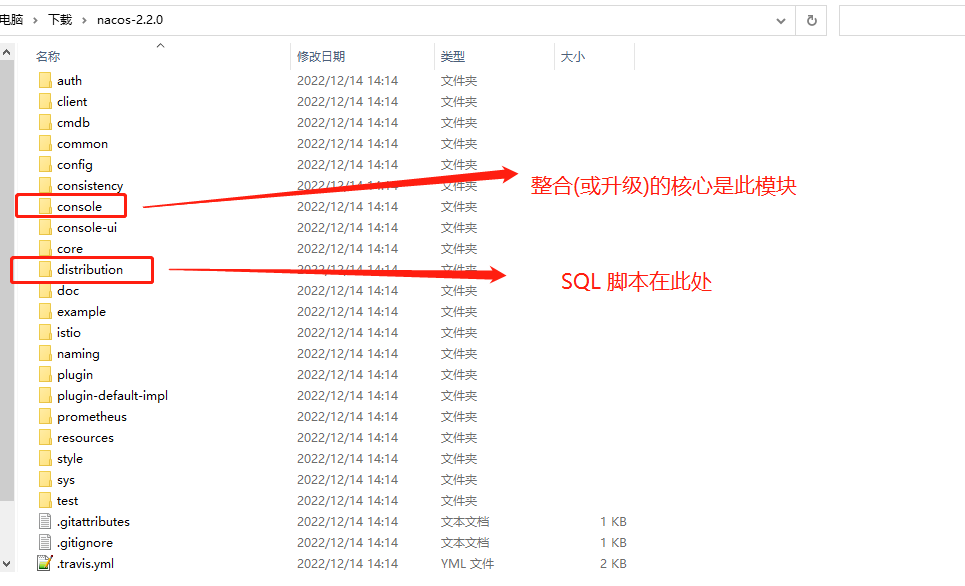 电脑 › 下载 › nacos-2.2.0
名称 修改日期 类型 大小
auth 2022/12/14 14:14 文件夹
client 2022/12/14 14:14 文件夹
cmdb 2022/12/14 14:14 文件夹
common 2022/12/14 14:14 文件夹
config 2022/12/14 14:14 文件夹
consistency 2022/12/14 14:14 文件夹
整合(或升级)的核心是此模块
console 2022/12/14 14:14 文件夹
console-ui 2022/12/14 14:14 文件夹
core 2022/12/14 14:14 文件夹
distribution 2022/12/14 14:14 文件夹
SQL 脚本在此处
doc 2022/12/14 14:14 文件夹
example 2022/12/14 14:14 文件夹
istio 2022/12/14 14:14 文件夹
naming 2022/12/14 14:14 文件夹
plugin 2022/12/14 14:14 文件夹
plugin-default-impl 2022/12/14 14:14 文件夹
prometheus 2022/12/14 14:14 文件夹
resources 2022/12/14 14:14 文件夹
style 2022/12/14 14:14 文件夹
sys 2022/12/14 14:14 文件夹
test 2022/12/14 14:14 文件夹
.gitattributes 2022/12/14 14:14 文本文档 1 KB
.gitignore 2022/12/14 14:14 文本文档 1 KB
.travis.yml 2022/12/14 14:14 YML 文件 2 KB